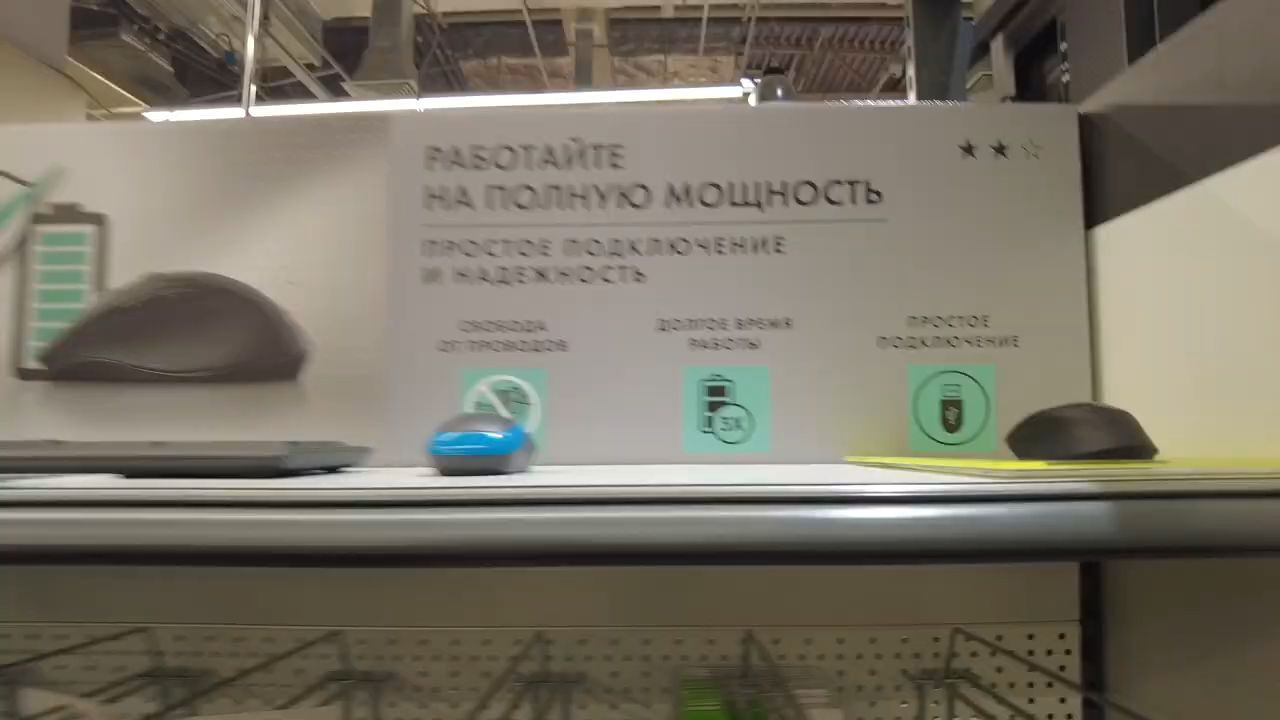 РАБОТАЙТЕ
НА ПОЛНУЮ МОЩНОСТЬ
ПРОСТОЕ ПОДКЛЮЧЕНИЕ
И НАДЕЖНОСТЬ
СВОБОДА
ОТ ПРОВОДОВ
ДОЛГОЕ ВРЕМЯ
РАБОТЫ
ПРОСТОЕ
ПОДКЛЮЧЕНИЕ
3X